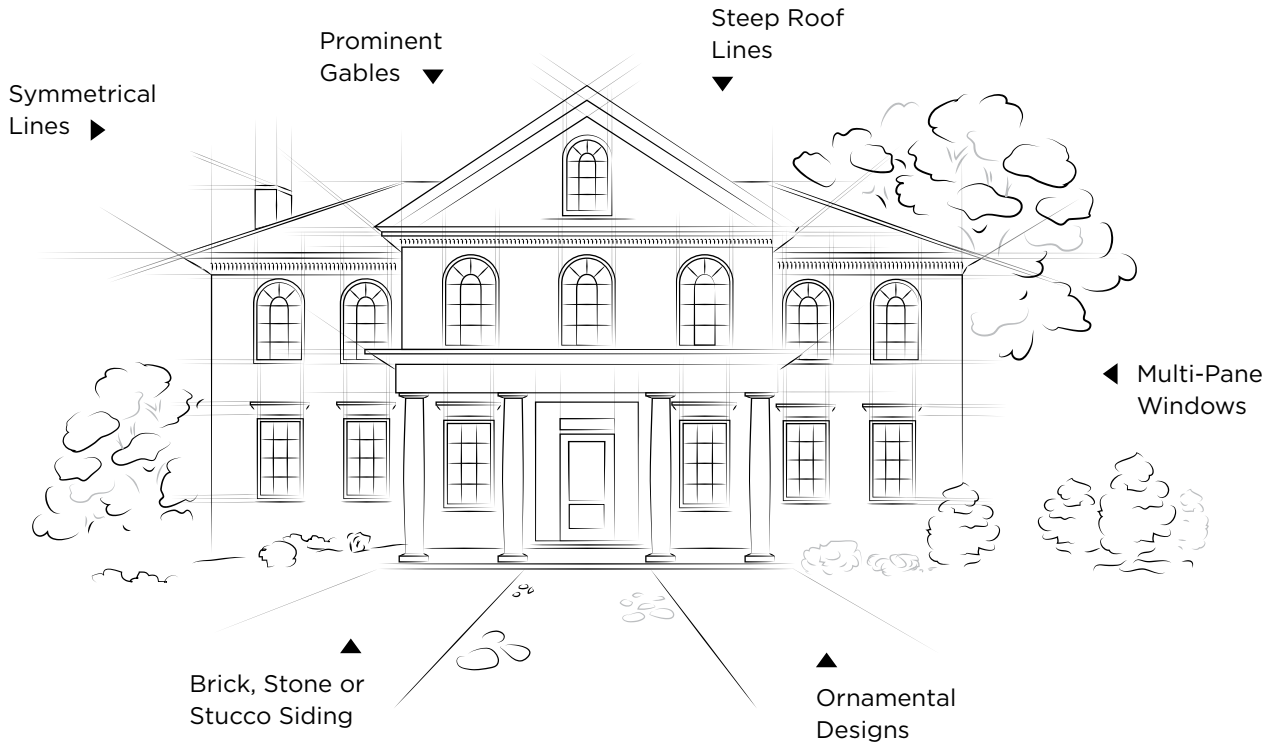 Steep Roof
Lines
Prominent
Gables
Symmetrical
Lines
Multi-Pane
Windows
Brick, Stone or
Stucco Siding
Ornamental
Designs